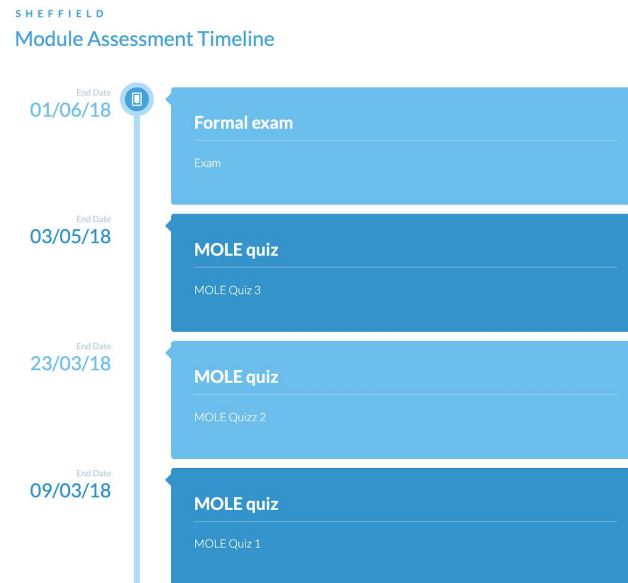 SHEFFIELD
Module Assessment Timeline
End Date
01/06/18
Formal exam
Exam
End Date
03/05/18
MOLE quiz
MOLE Quiz 3
End Date
23/03/18
MOLE quiz
MOLE Quizz 2
End Date
09/03/18
MOLE quiz
MOLE Quiz 1